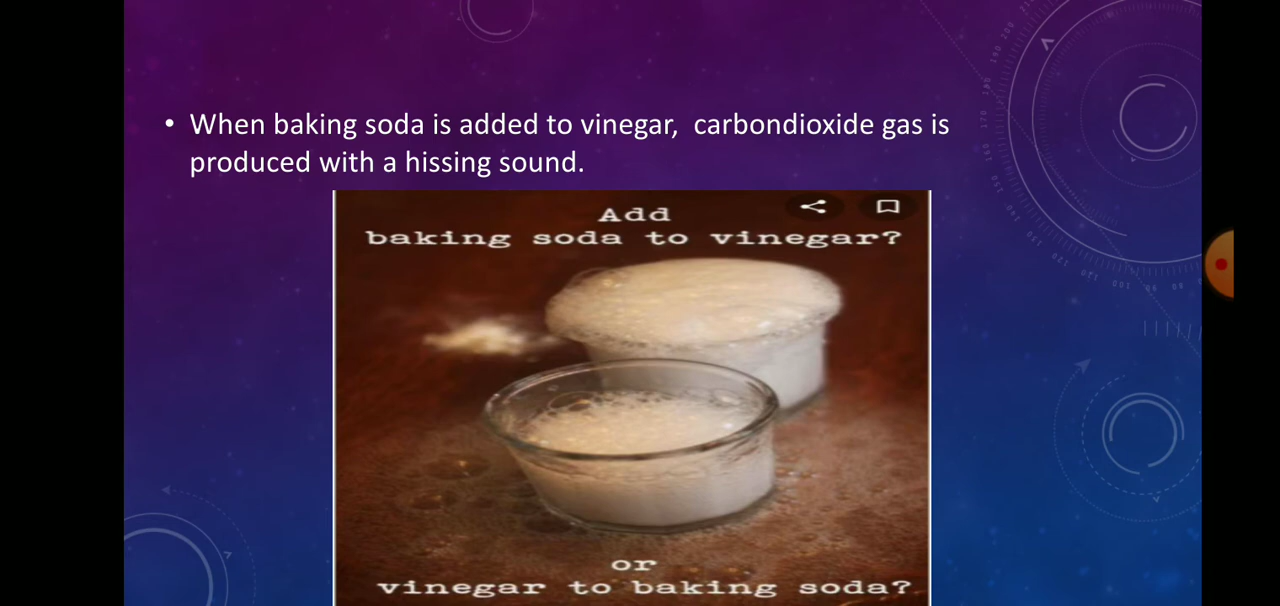 • When baking soda is added to vinegar, carbondioxide gas is
produced with a hissing sound.
Add
baking soda to vinegar?
or
vinegar to baking soda?